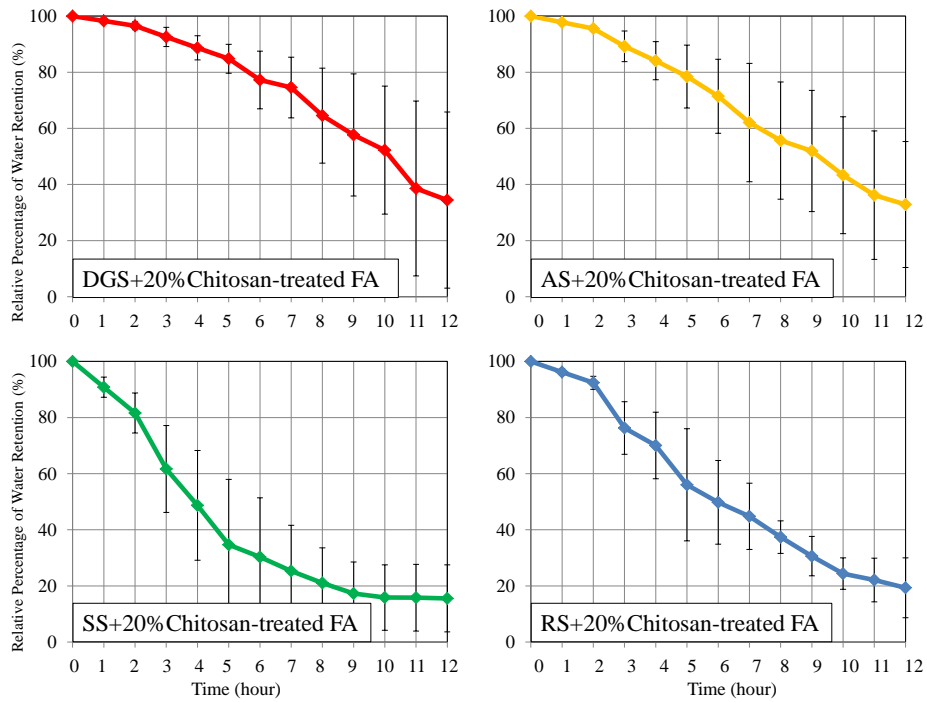 Relative Percentage of Water Retention (%)
100
80
60
40
20
0
DGS+20%Chitosan-treated FA
0 1 2 3 4 5 6 7 8 9 10 11 12
100
80
60
40
20
0
AS+20%Chitosan-treated FA
0 1 2 3 4 5 6 7 8 9 10 11 12
Relative Percentage of Water Retention (%)
100
80
60
40
20
0
SS+20%Chitosan-treated FA
0 1 2 3 4 5 6 7 8 9 10 11 12
Time (hour)
100
80
60
40
20
0
RS+20%Chitosan-treated FA
0 1 2 3 4 5 6 7 8 9 10 11 12
Time (hour)